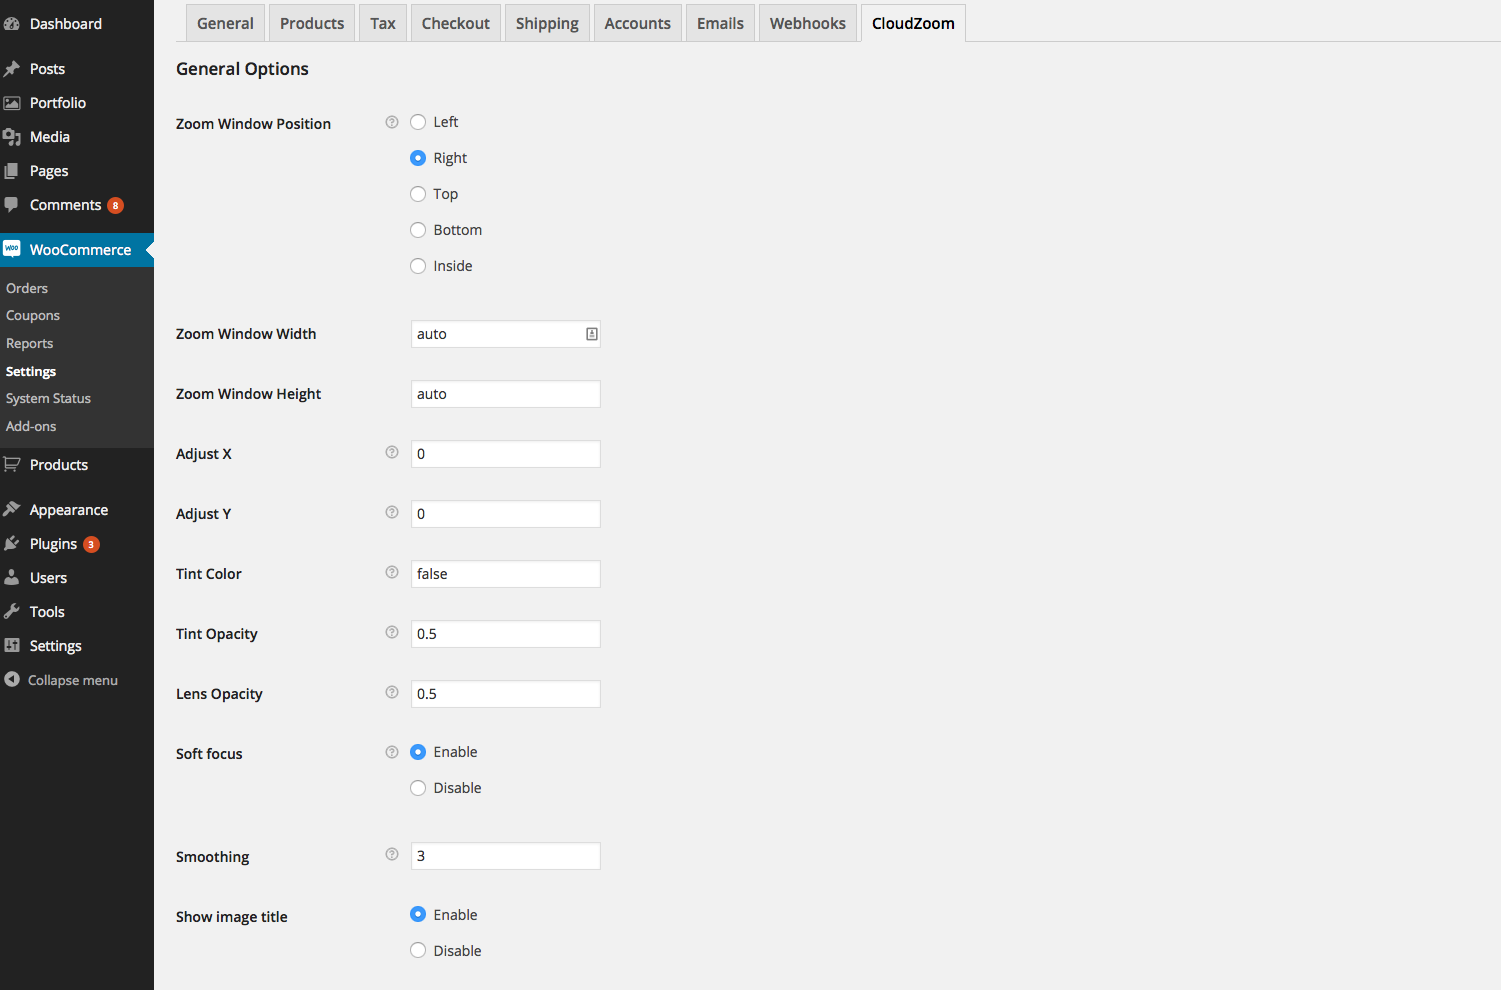 Dashboard
Posts
Portfolio
Media
Pages
Comments 8
woo WooCommerce
Orders
Coupons
Reports
Settings
System Status
Add-ons
Products
Appearance
Plugins 3
Users
Tools
Settings
Collapse menu
General Products Tax Checkout Shipping Accounts Emails Webhooks CloudZoom
General Options
Zoom Window Position ? Left
Right
Top
Bottom
Inside
Zoom Window Width auto
Zoom Window Height auto
Adjust X ? 0
Adjust Y ? 0
Tint Color ? false
Tint Opacity ? 0.5
Lens Opacity ? 0.5
Soft focus ? Enable
Disable
Smoothing ? 3
Show image title Enable
Disable